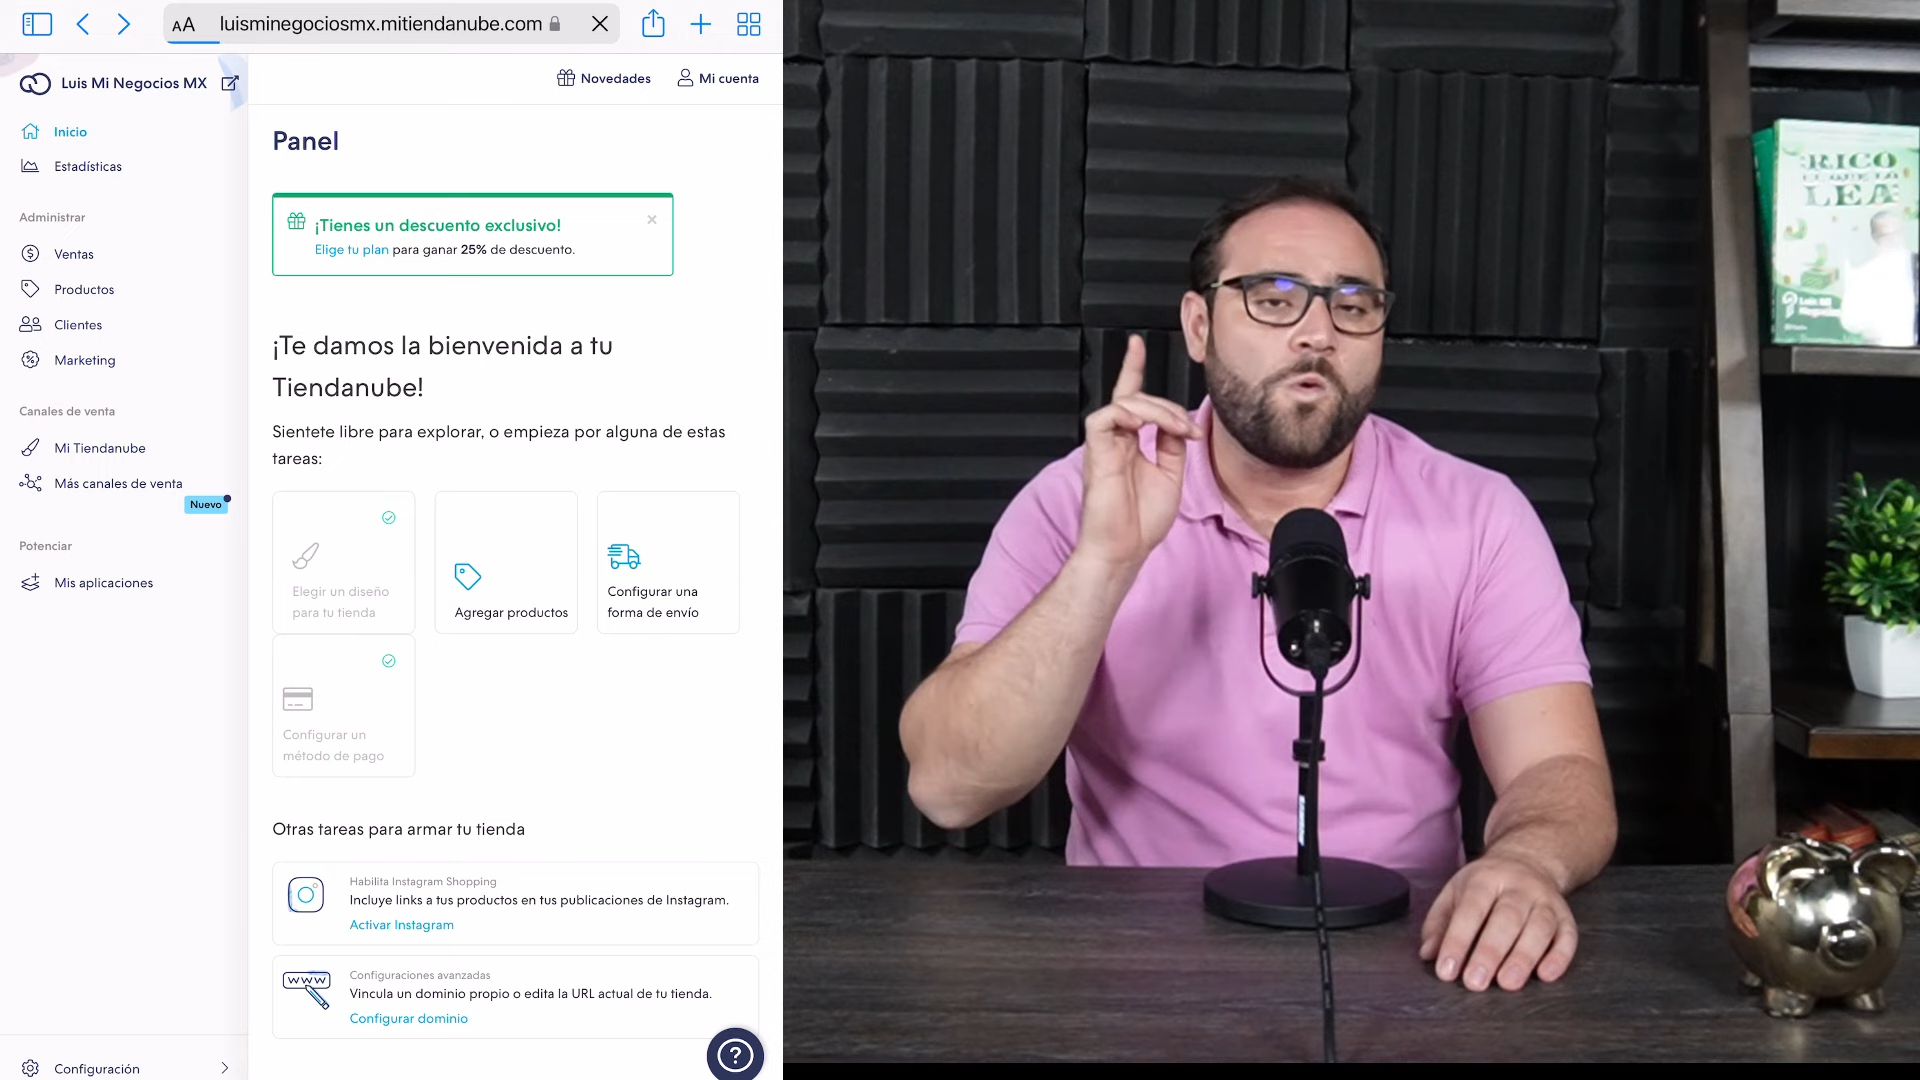 AA luisminegociosmx.mitiendanube.com
Luis Mi Negocios MX
Novedades
Mi cuenta
Inicio
Estadísticas
Administrar
Ventas
Productos
Clientes
Marketing
Canales de venta
Mi Tiendanube
Más canales de venta
Nuevo
Potenciar
Mis aplicaciones
Configuración
Panel
¡Tienes un descuento exclusivo!
Elige tu plan para ganar 25% de descuento.
¡Te damos la bienvenida a tu
Tiendanube!
Sientete libre para explorar, o empieza por alguna de estas
tareas:
Elegir un diseño
para tu tienda
Agregar productos
Configurar una
forma de envío
Configurar un
método de pago
Otras tareas para armar tu tienda
Habilita Instagram Shopping
Incluye links a tus productos en tus publicaciones de Instagram.
Activar Instagram
www
Configuraciones avanzadas
Vincula un dominio propio o edita la URL actual de tu tienda.
Configurar dominio
?
RICO
LEA
Luis Mi